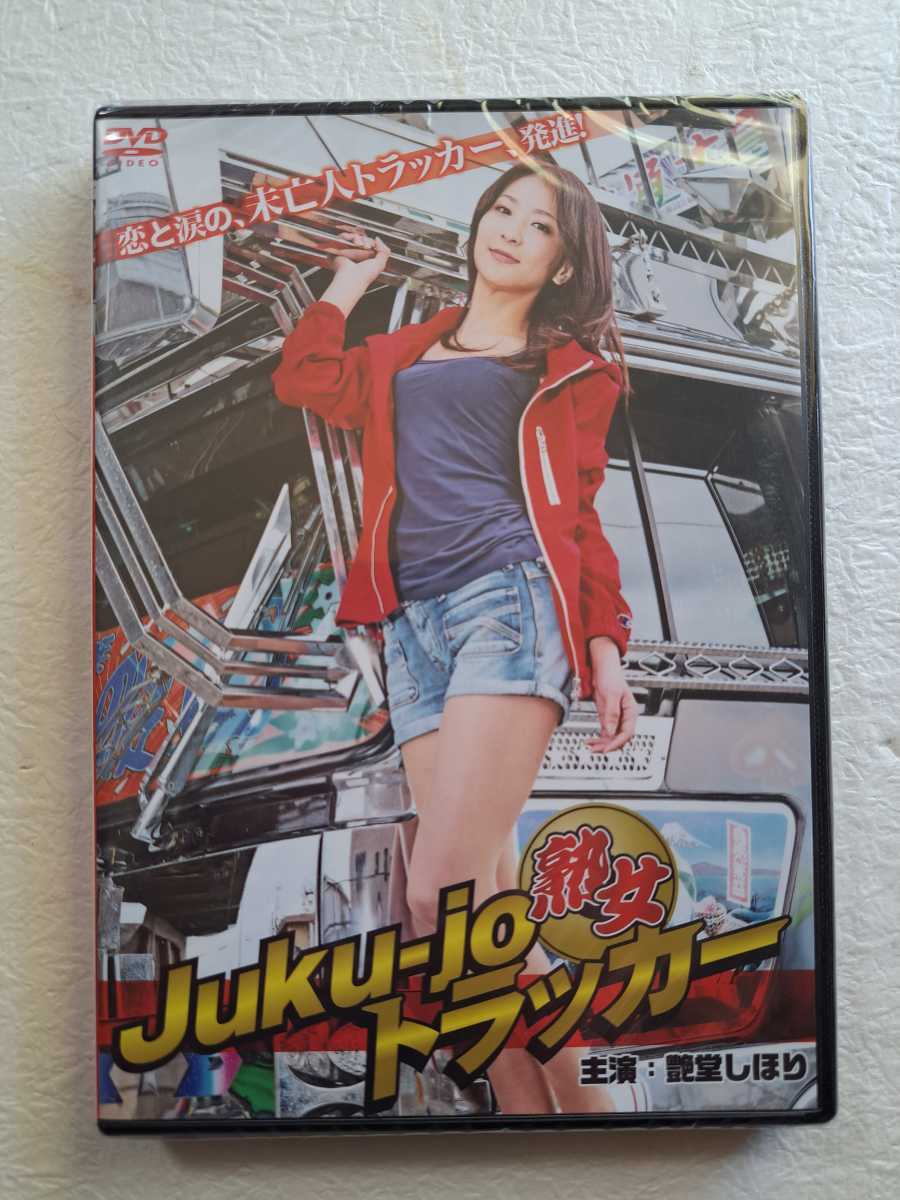 DVD
VIDEO
恋と涙の、未亡人トラッカー、発進!
Juku-jo
熟女
トラッカー
主演：艶堂しほり